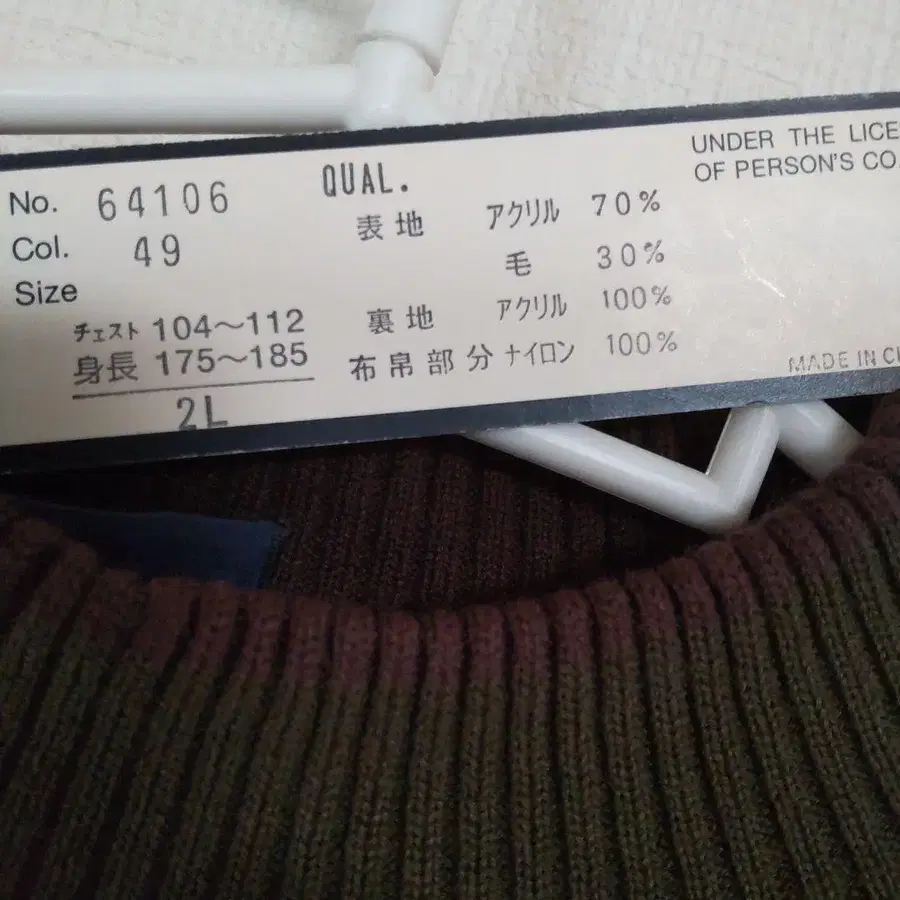 No. 64106
Col. 49
Size
チェスト 104～112
身長 175～185
2L
QUAL.
表地 アクリル 70%
毛 30%
裏地 アクリル 100%
布帛部分 ナイロン 100%
UNDER THE LICE
OF PERSON'S CO.
MADE IN C